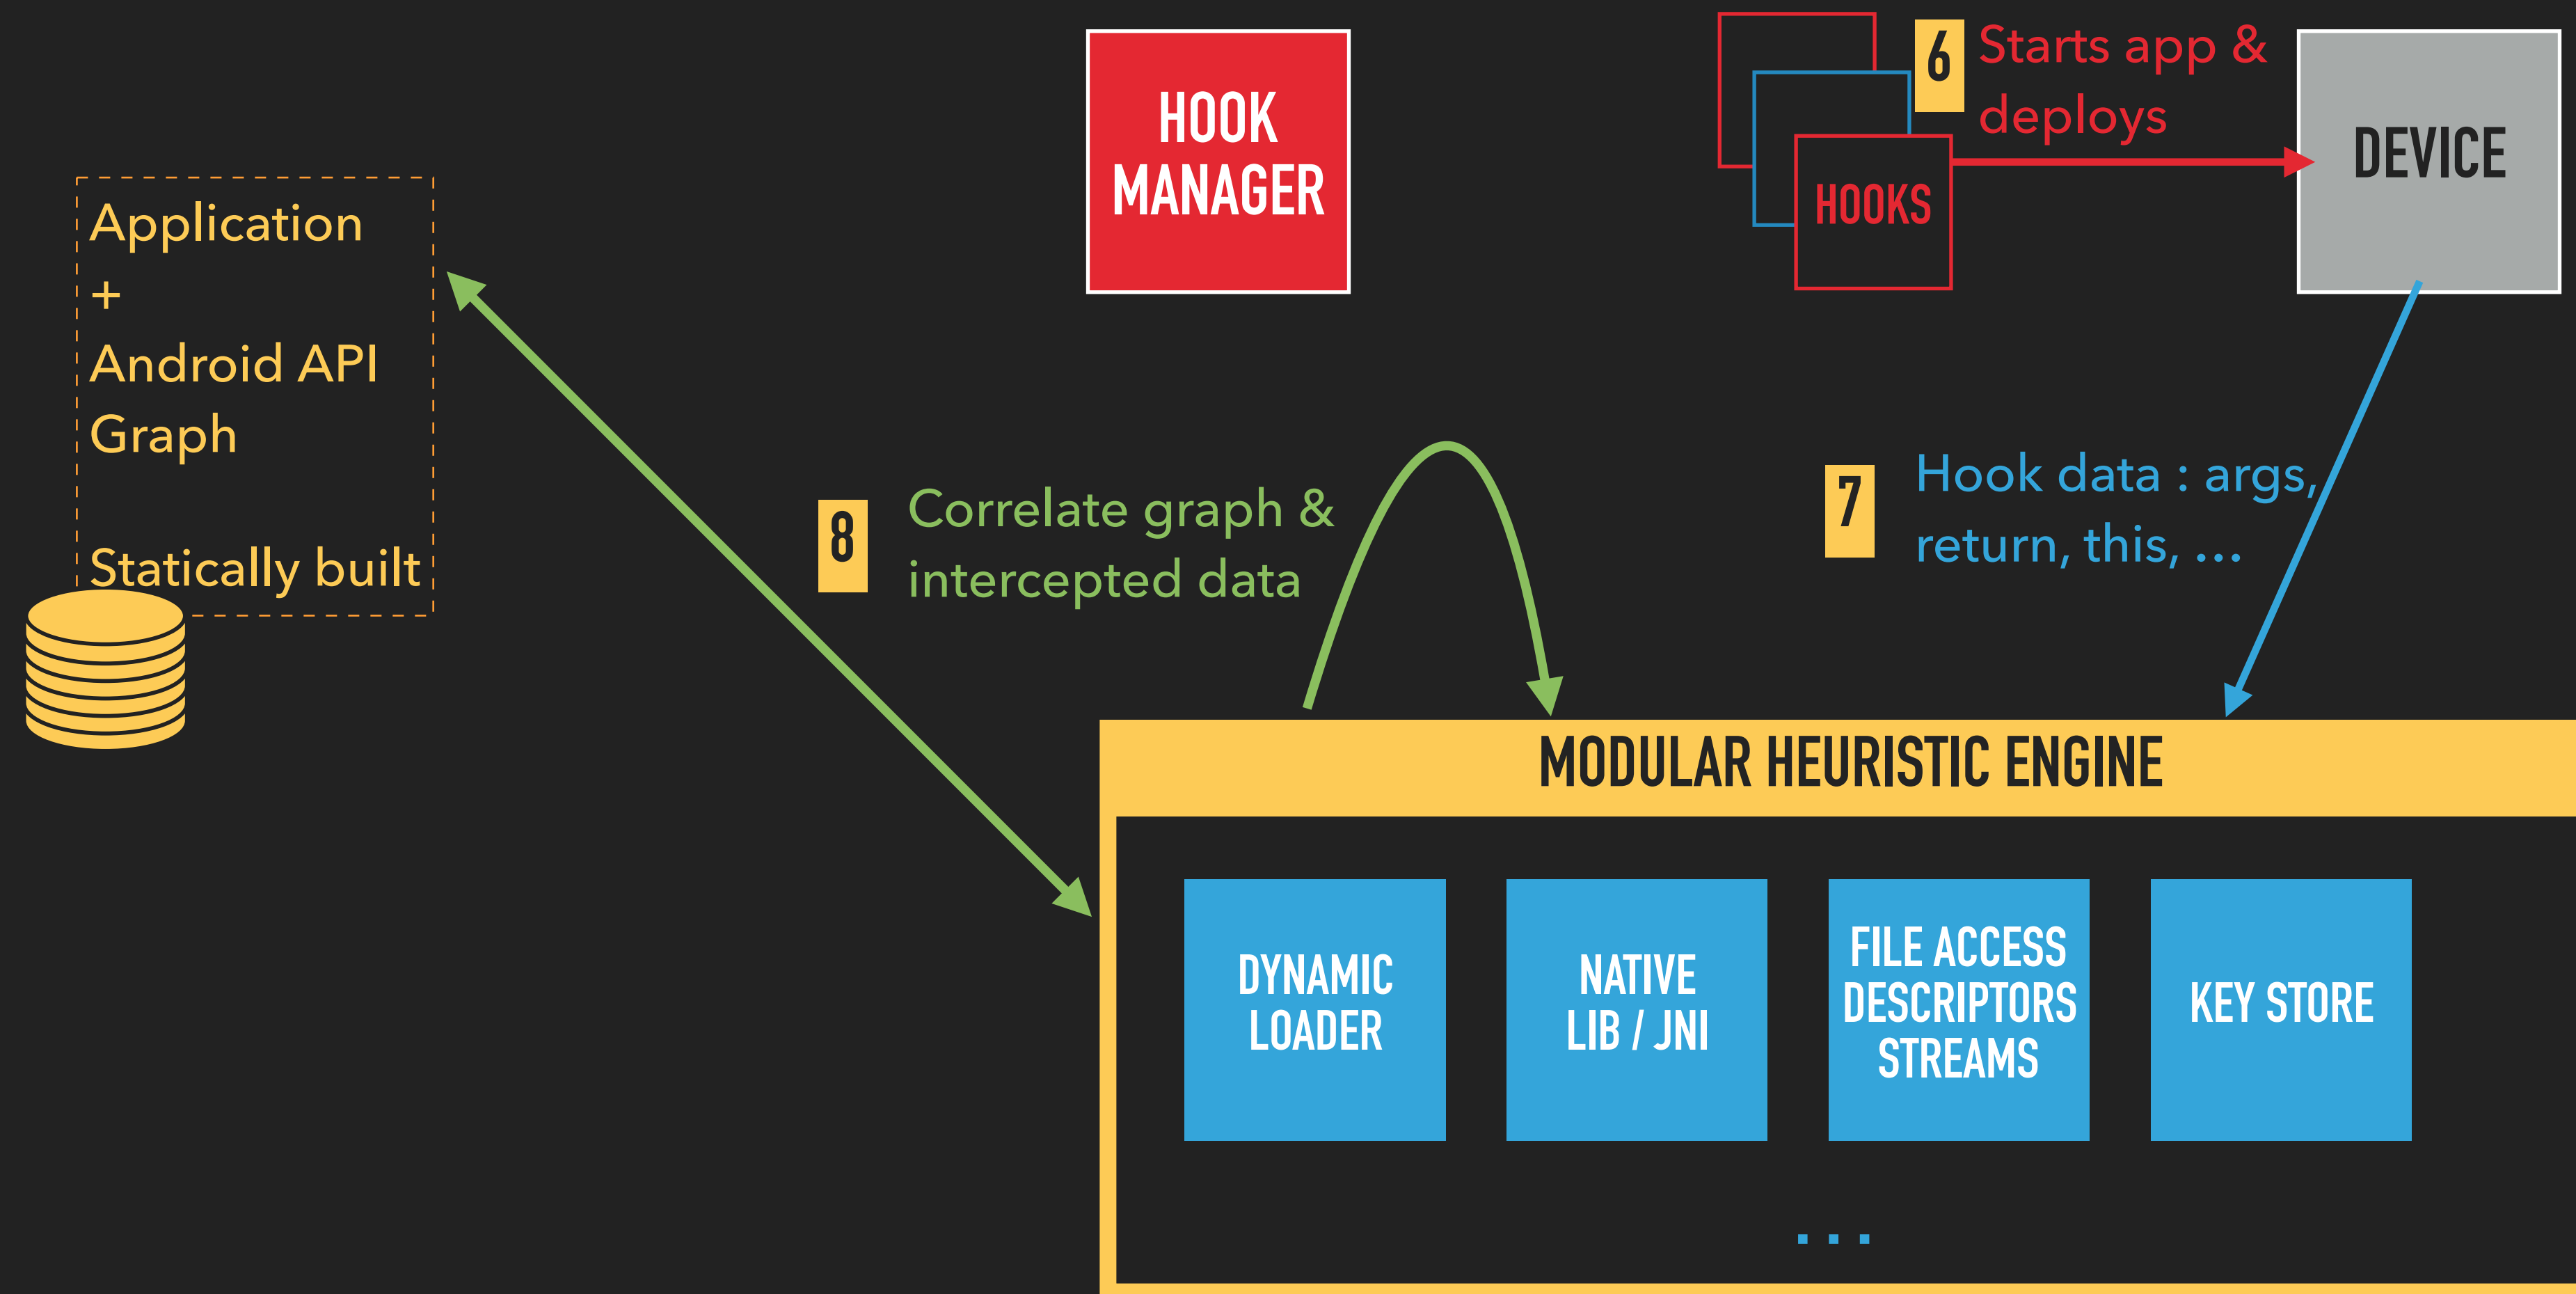 HOOK
MANAGER
HOOKS
6
Starts app &
deploys
DEVICE
Application
+
Android API
Graph
Statically built
8
Correlate graph &
intercepted data
7
Hook data : args,
return, this, ...
MODULAR HEURISTIC ENGINE
DYNAMIC
LOADER
NATIVE
LIB / JNI
FILE ACCESS
DESCRIPTORS
STREAMS
KEY STORE
...